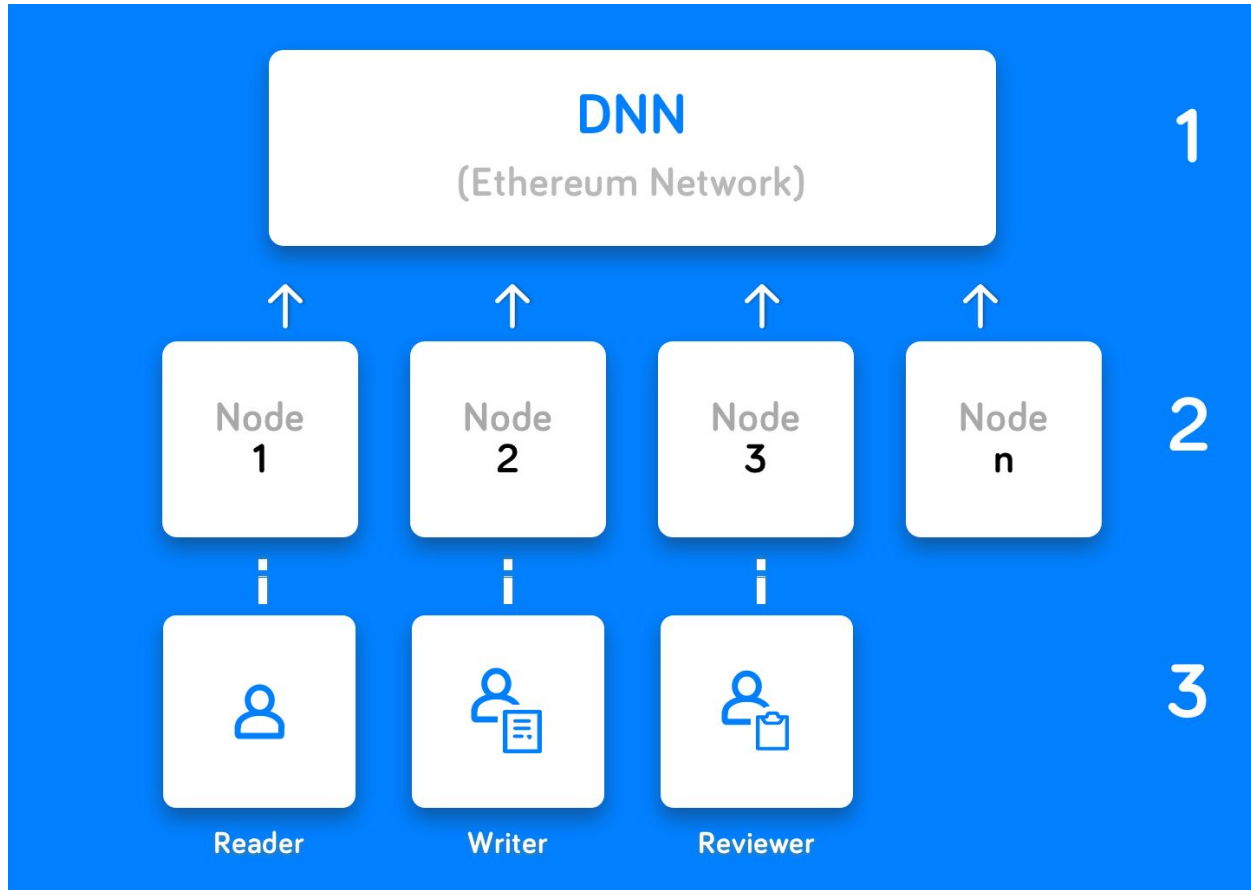 DNN
(Ethereum Network)
1
Node
1
Node
2
Node
3
Node
n
2
3
Reader
Writer
Reviewer